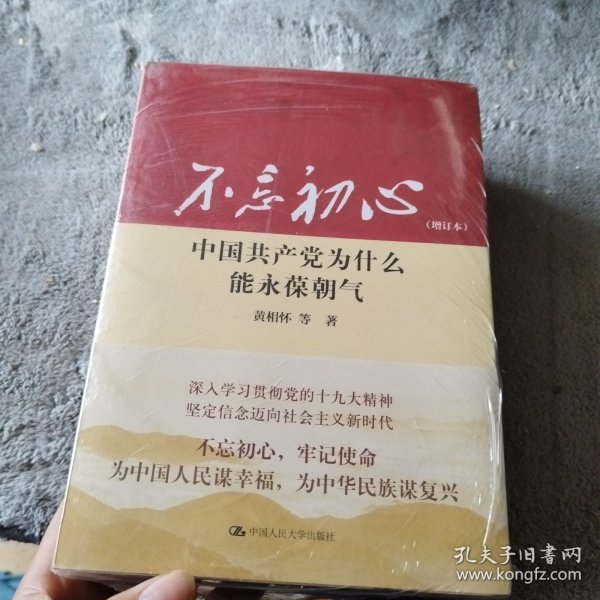 不忘初心
(增订本)
中国共产党为什么
能永葆朝气
黄相怀 等 著
深入学习贯彻党的十九大精神
坚定信念迈向社会主义新时代
不忘初心，牢记使命
为中国人民谋幸福，为中华民族谋复兴
中国人民大学出版社
孔夫子旧书网
www.kongfz.com